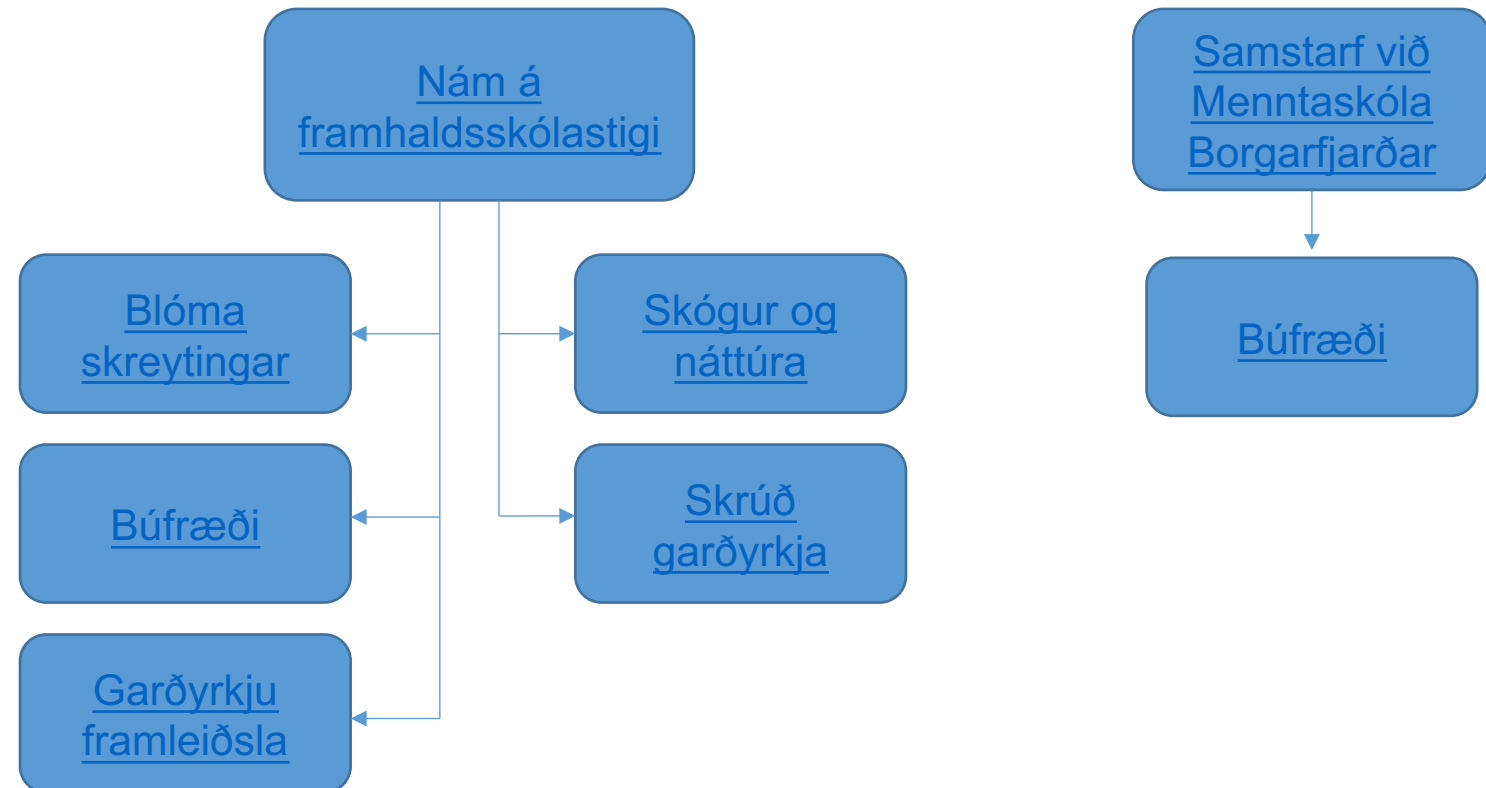 Nám á
framhaldsskólastigi
Samstarf við
Menntaskóla
Borgarfjarðar
Blóma
skreytingar
Skógur og
náttúra
Búfræði
Búfræði
Skrúð
garðyrkja
Garðyrkju
framleiðsla